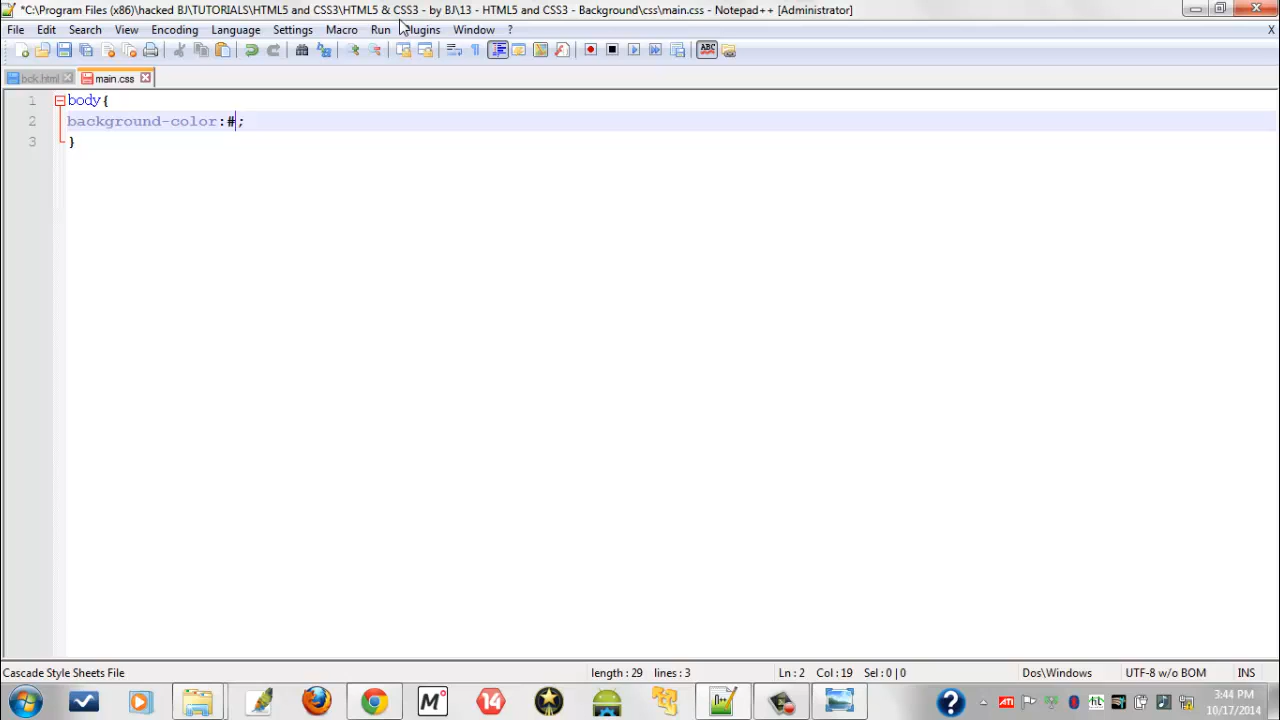 *C:\Program Files (x86)\hacked BJ\TUTORIALS\HTML5 and CSS3\HTML5 & CSS3 - by BJ\13 - HTML5 and CSS3 - Background\css\main.css - Notepad++ [Administrator]
File Edit Search View Encoding Language Settings Macro Run Plugins Window ? X
ABC
bck.html main.css
1 body{
2 background-color:#;
3 }
Cascade Style Sheets File length : 29 lines : 3 Ln : 2 Col : 19 Sel : 0 | 0 Dos\Windows UTF-8 w/o BOM INS
3:44 PM
10/17/2014
M 14 ? ATI